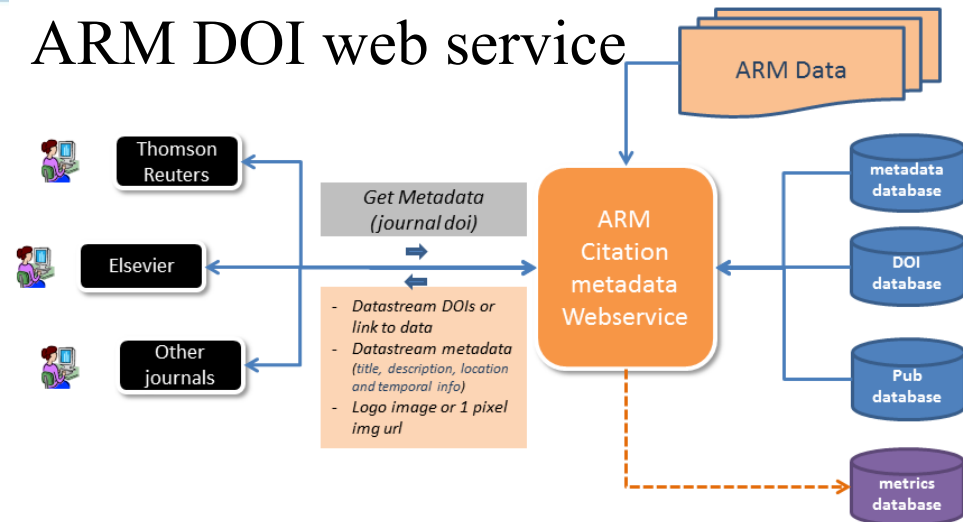 ARM DOI web service
ARM Data
Thomson
Reuters
Elsevier
Other
journals
Get Metadata
(journal doi)
- Datastream DOIs or
link to data
- Datastream metadata
(title, description, location
and temporal info)
- Logo image or 1 pixel
img url
ARM
Citation
metadata
Webservice
metadata
database
DOI
database
Pub
database
metrics
database